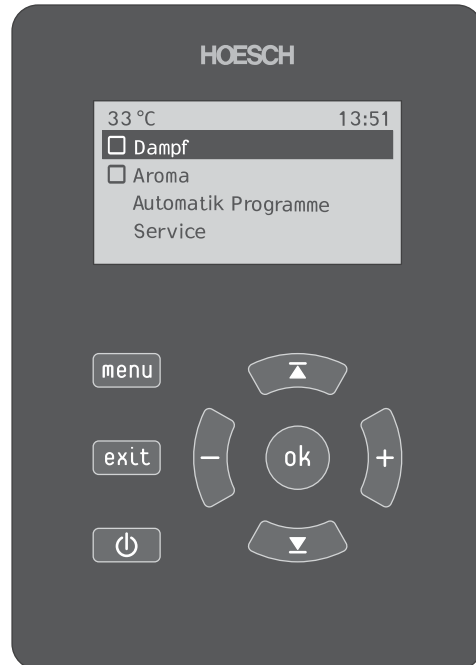 HOESCH
33 °C 13:51
Dampf
Aroma
Automatik Programme
Service
menu
exit
- ok +